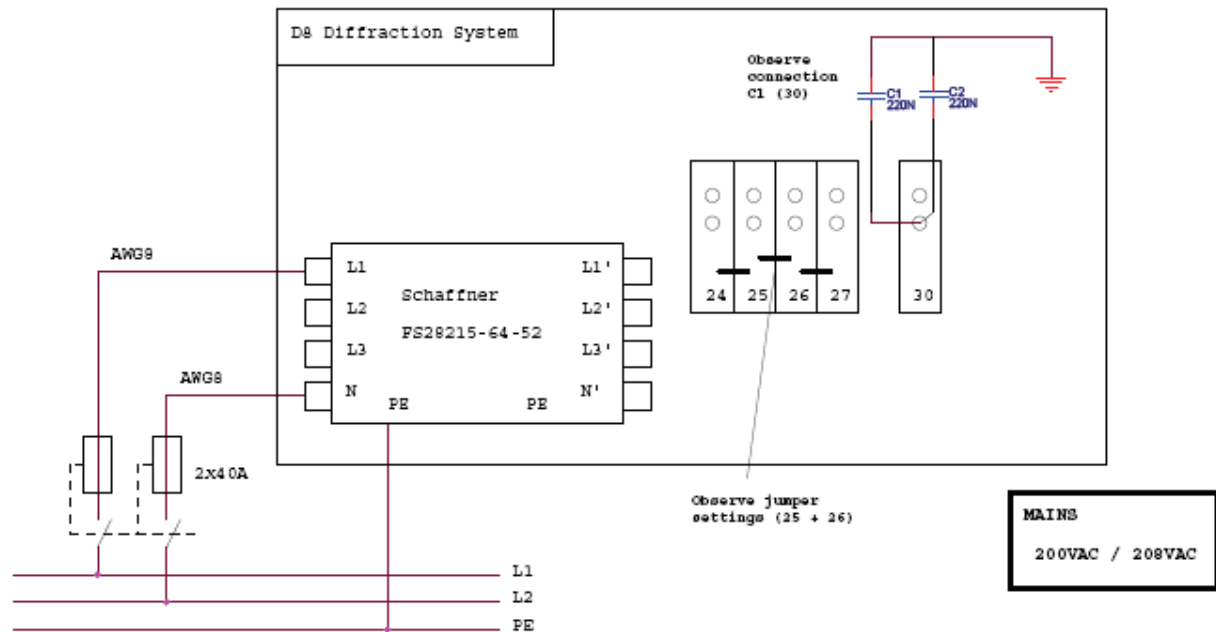 D8 Diffraction System
Observe
connection
C1 (30)
C1
220N
C2
220N
AWG8
L1
L2
L3
N
PE
Schaffner
FS28215-64-52
PE
L1'
L2'
L3'
N'
24
25
26
27
30
AWG8
2x40A
Observe jumper
settings (25 + 26)
MAINS
200VAC / 208VAC
L1
L2
PE